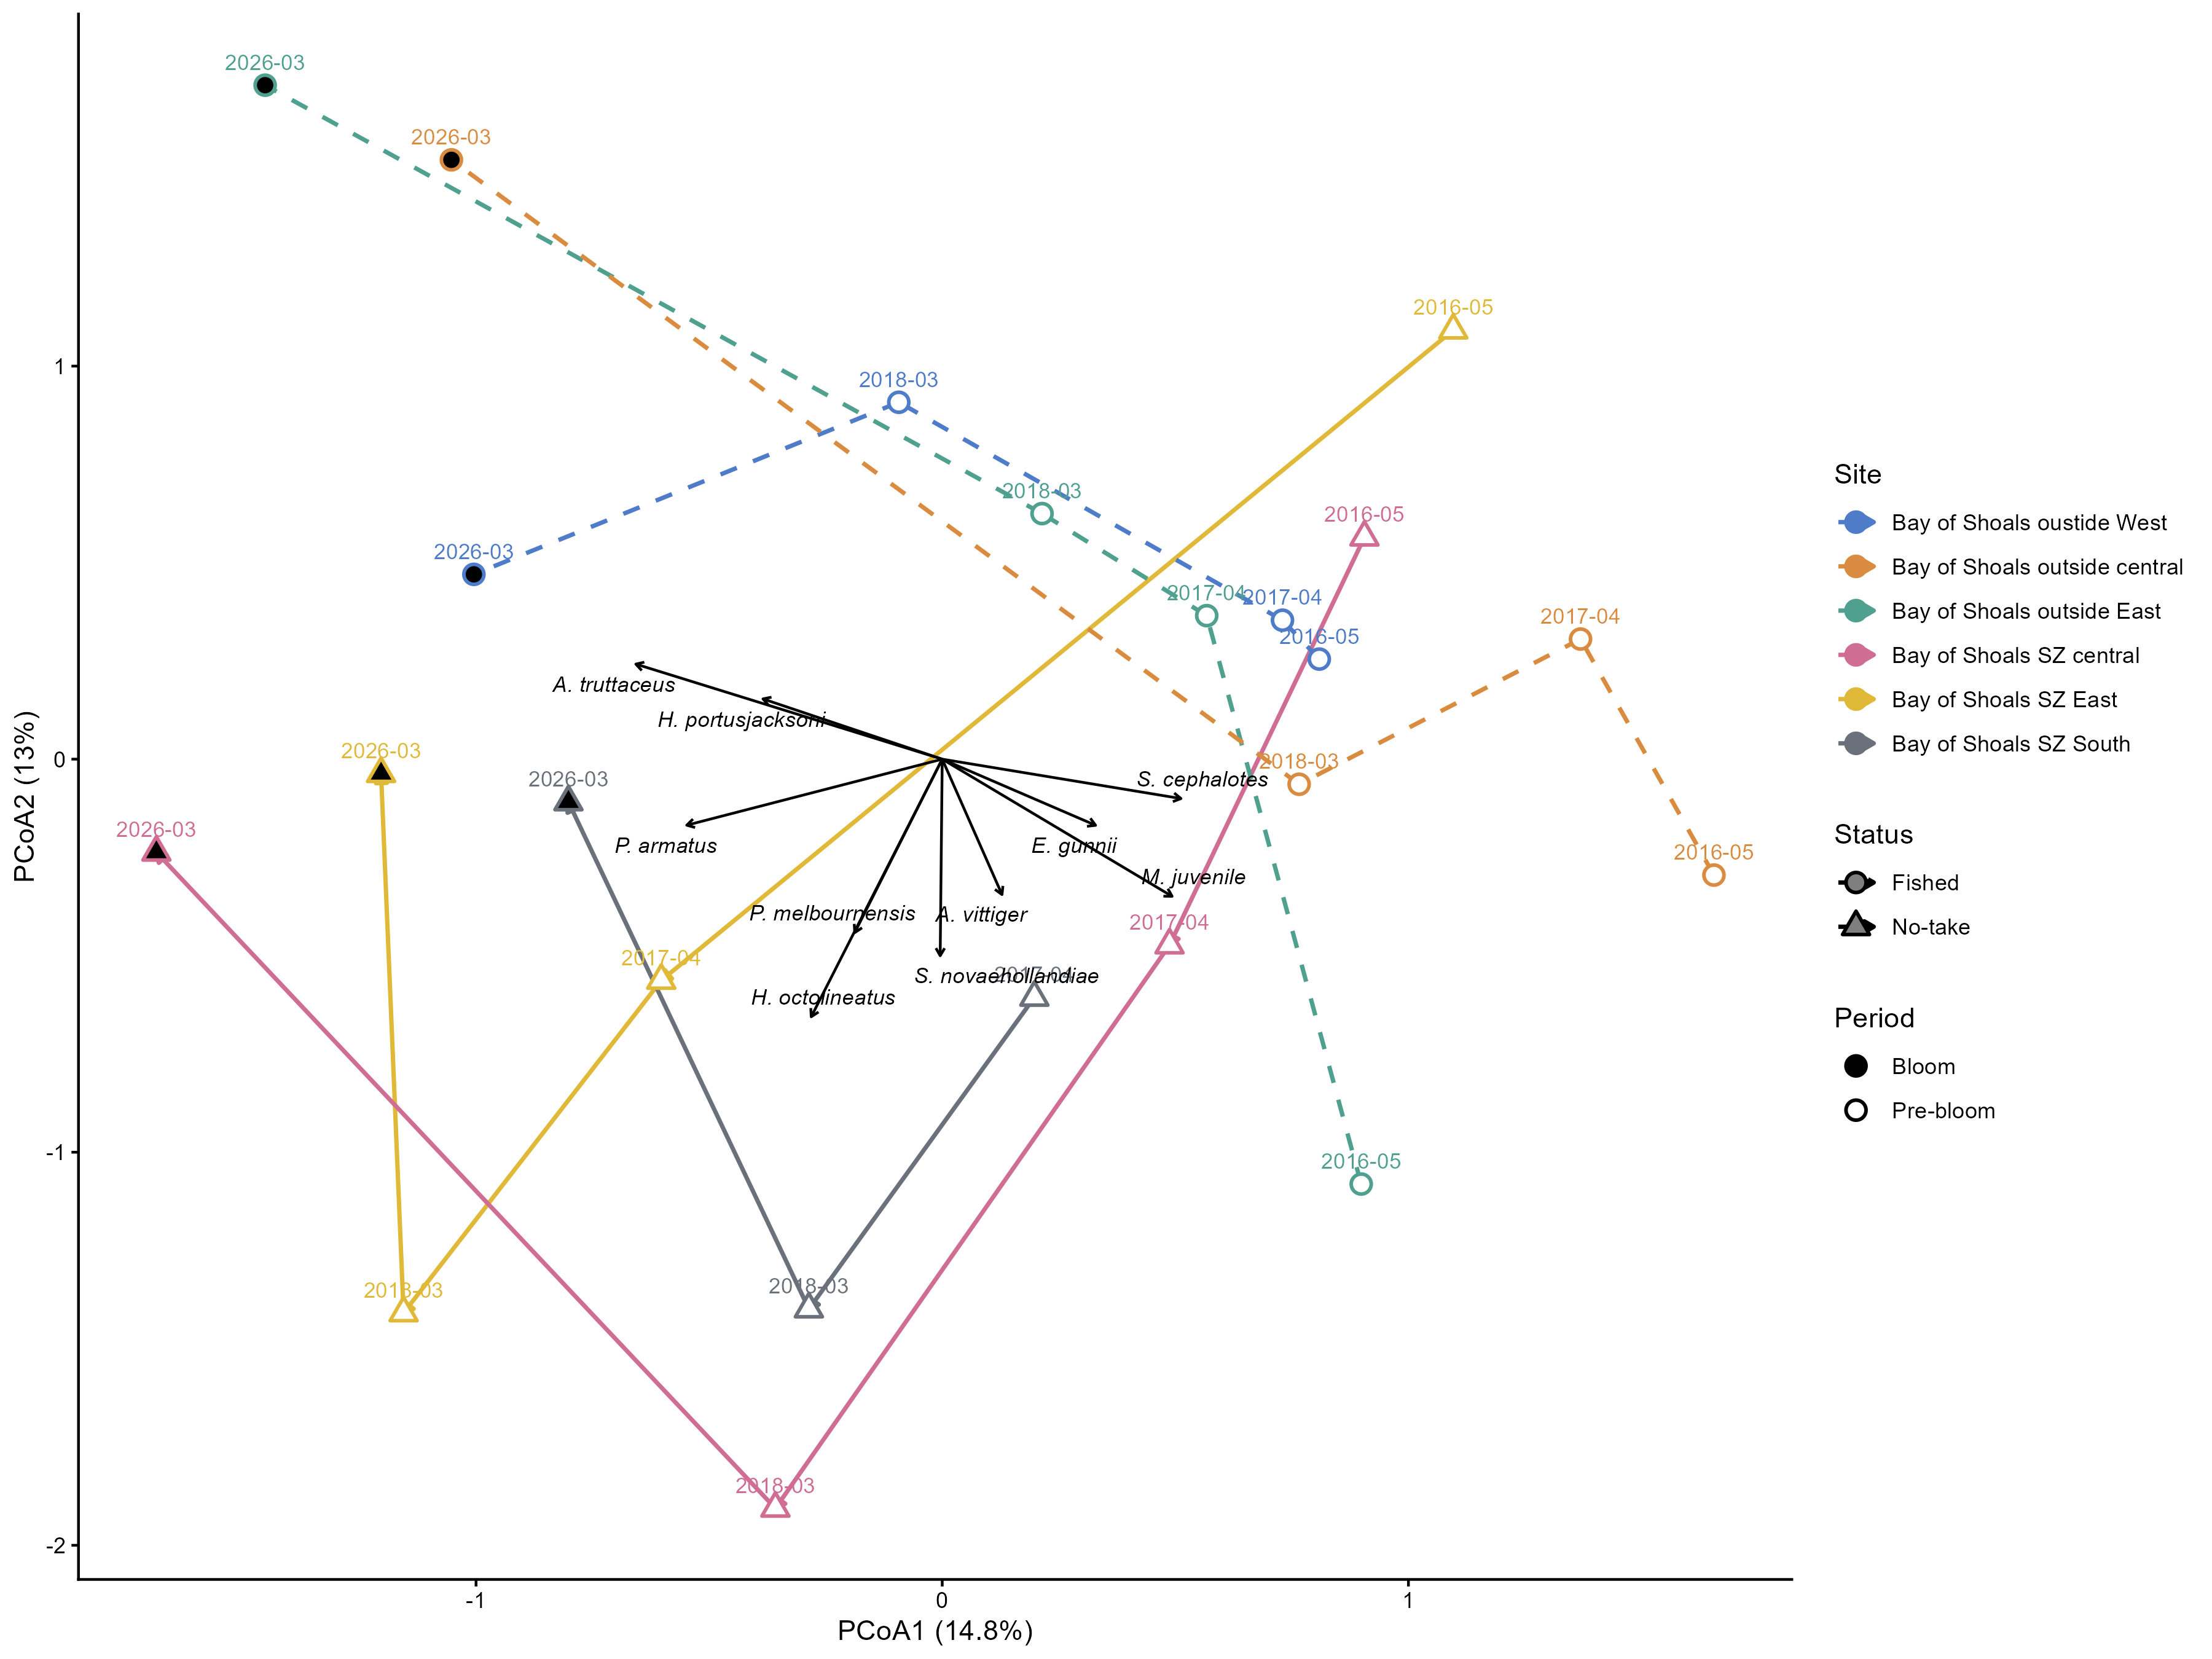 2026-03
2026-03
2016-05
1
2018-03
2018-03
2016-05
2026-03
2017-04
2017-04
2017-04
2016-05
A. truttaceus
H. portusjacksoni
0
2026-03
2018-03
2026-03
S. cephalotes
2026-03
P. armatus
E. gunnii
2016-05
M. juvenile
P. melbournensis
A. vittiger
2017-04
2017-04
2017-04
S. novaehollandiae
H. octolineatus
-1
2016-05
2018-03
2018-03
2018-03
-2
-1
0
1
PCoA1 (14.8%)
PCoA2 (13%)
Site
Bay of Shoals oustide West
Bay of Shoals outside central
Bay of Shoals outside East
Bay of Shoals SZ central
Bay of Shoals SZ East
Bay of Shoals SZ South
Status
Fished
No-take
Period
Bloom
Pre-bloom